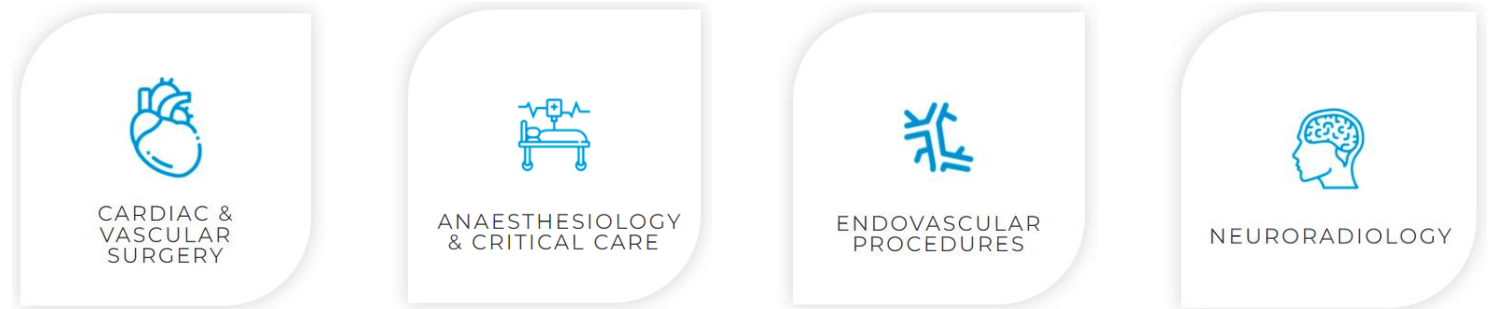 CARDIAC &
VASCULAR
SURGERY
ANAESTHESIOLOGY
& CRITICAL CARE
ENDOVASCULAR
PROCEDURES
NEURORADIOLOGY